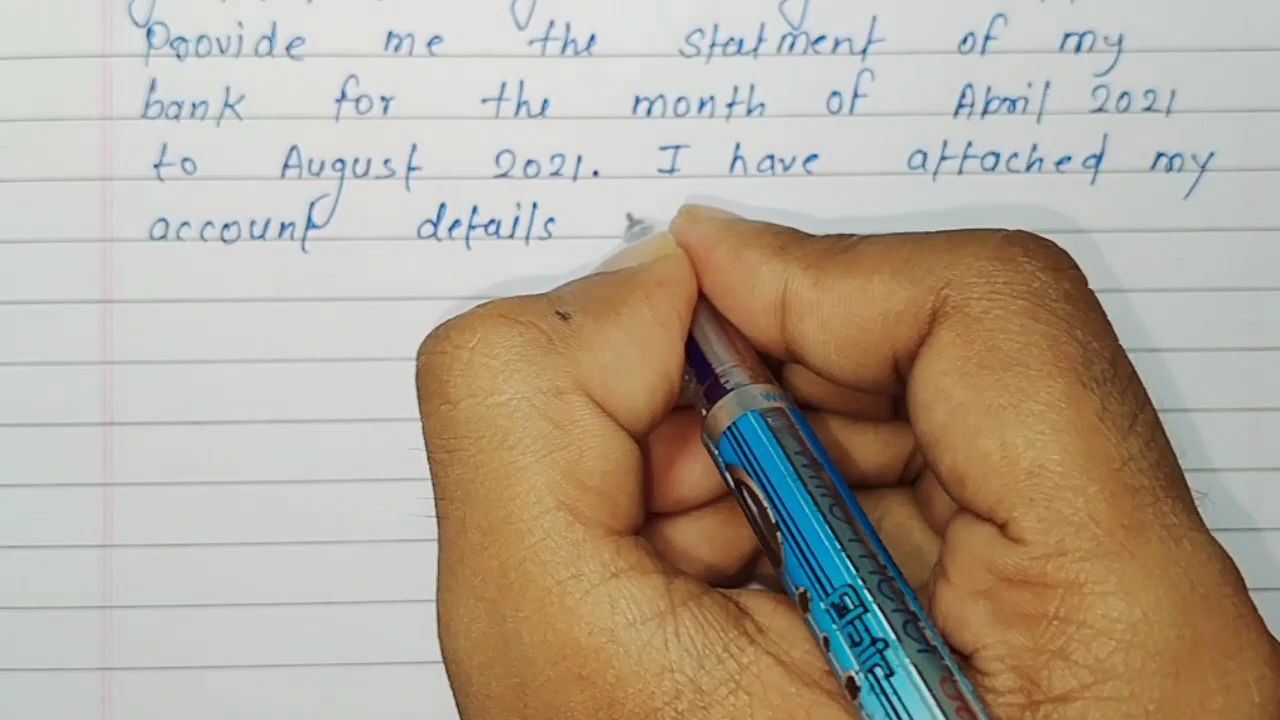 Provide me the statment of my
bank for the month of Abril 2021
to August 2021. I have attached my
account details